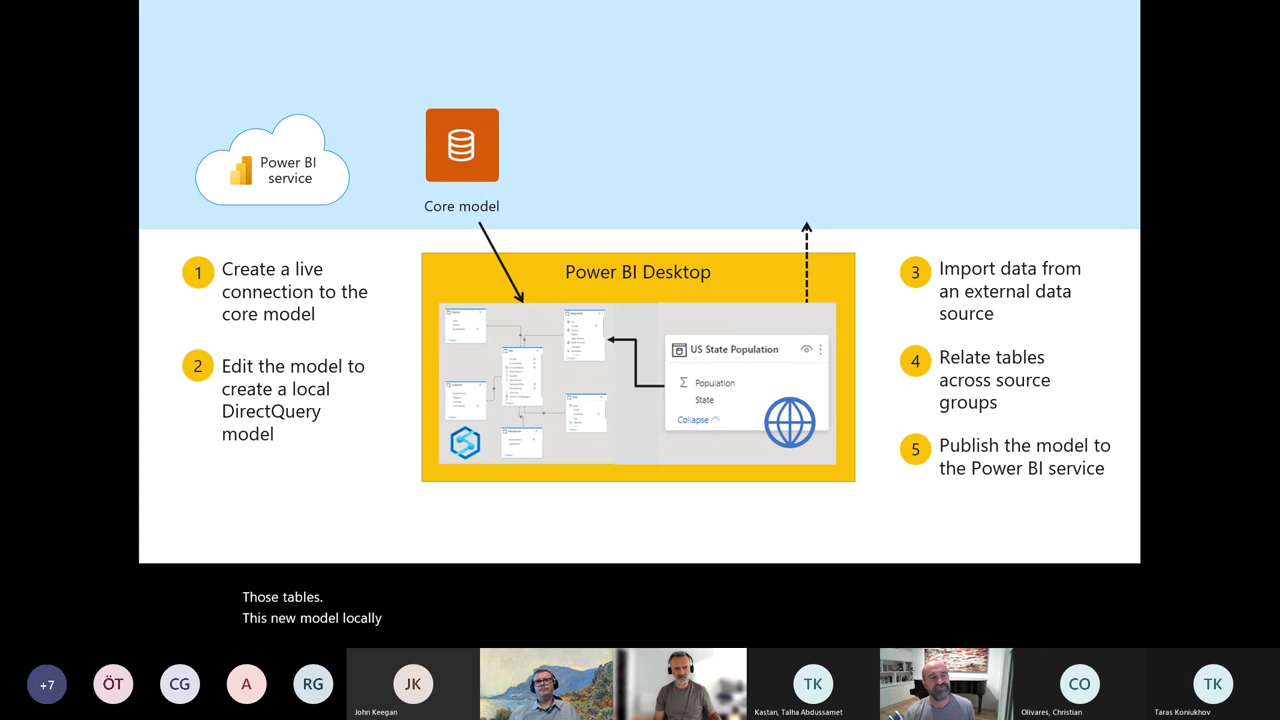 Power BI
service
Core model
1
Create a live
connection to the
core model
2
Edit the model to
create a local
DirectQuery
model
Power BI Desktop
US State Population
Population
State
Collapse
3
Import data from
an external data
source
4
Relate tables
across source
groups
5
Publish the model to
the Power BI service
Those tables.
This new model locally
+7
ÖT
CG
A
RG
JK
John Keegan
TK
Kastan, Talha Abdussamet
CO
Olivares, Christian
TK
Taras Koniukhov